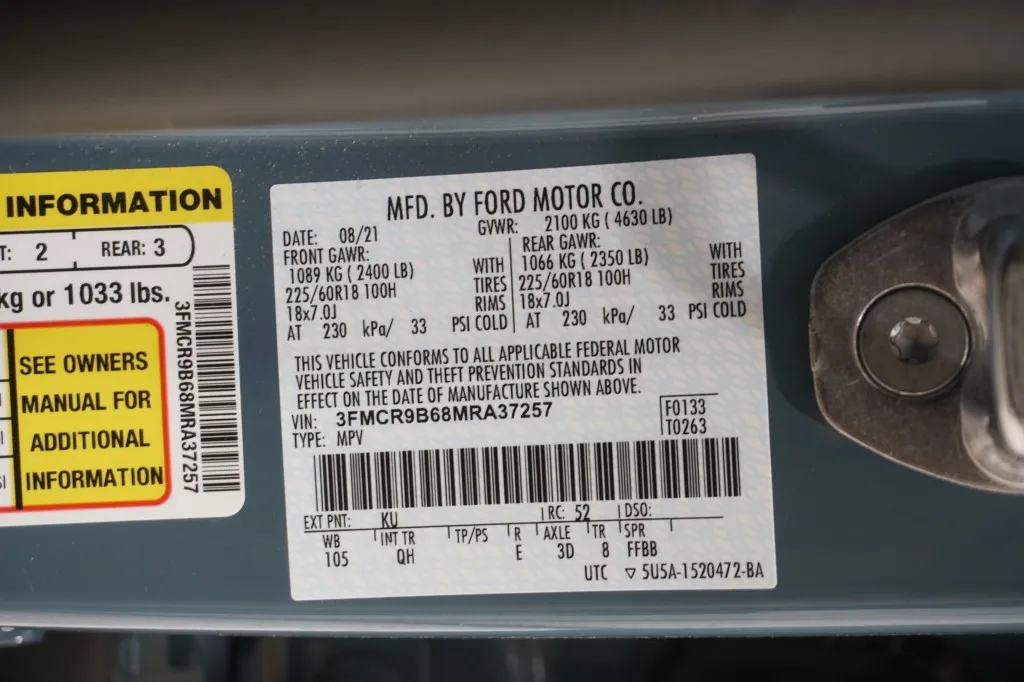 INFORMATION
T: 2 REAR: 3
kg or 1033 lbs.
SEE OWNERS
MANUAL FOR
ADDITIONAL
INFORMATION
3FMCR9B68MRA37257
MFD. BY FORD MOTOR CO.
DATE: 08/21 GVWR: 2100 KG ( 4630 LB)
FRONT GAWR:
1089 KG ( 2400 LB) WITH
225/60R18 100H TIRES
18x7.0J RIMS
AT 230 kPa/ 33 PSI COLD
REAR GAWR:
1066 KG ( 2350 LB) WITH
225/60R18 100H TIRES
18x7.0J RIMS
AT 230 kPa/ 33 PSI COLD
THIS VEHICLE CONFORMS TO ALL APPLICABLE FEDERAL MOTOR
VEHICLE SAFETY AND THEFT PREVENTION STANDARDS IN
EFFECT ON THE DATE OF MANUFACTURE SHOWN ABOVE.
VIN: 3FMCR9B68MRA37257
TYPE: MPV
F0133
T0263
EXT PNT: KU RC: 52 DSO:
WB INT TR TP/PS R AXLE TR SPR
105 QH E 3D 8 FFBB
UTC ▽ 5U5A-1520472-BA